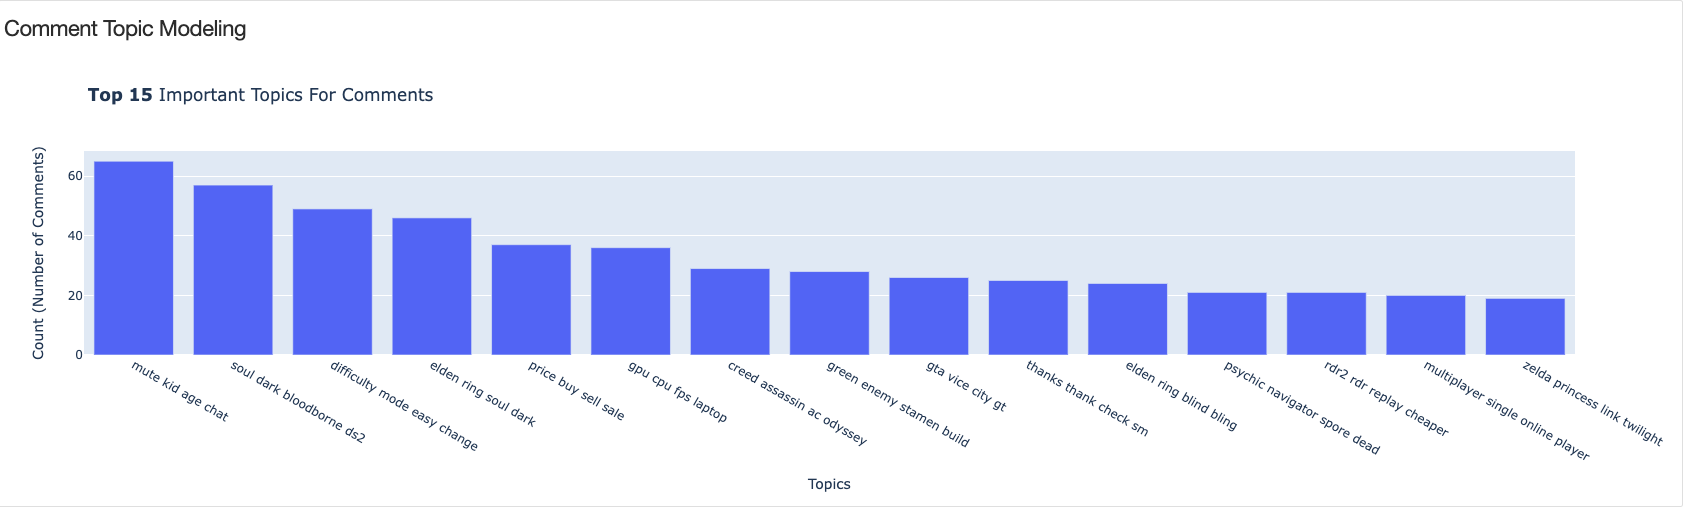 Comment Topic Modeling
Top 15 Important Topics For Comments
Count (Number of Comments)
60
40
20
0
mute kid age chat
soul dark bloodborne ds2
difficulty mode easy change
elden ring soul dark
price buy sell sale
gpu cpu fps laptop
creed assassin ac odyssey
green enemy stamen build
gta vice city gt
thanks thank check sm
elden ring blind bling
psychic navigator spore dead
rdr2 rdr replay cheaper
multiplayer single online player
zelda princess link twilight
Topics